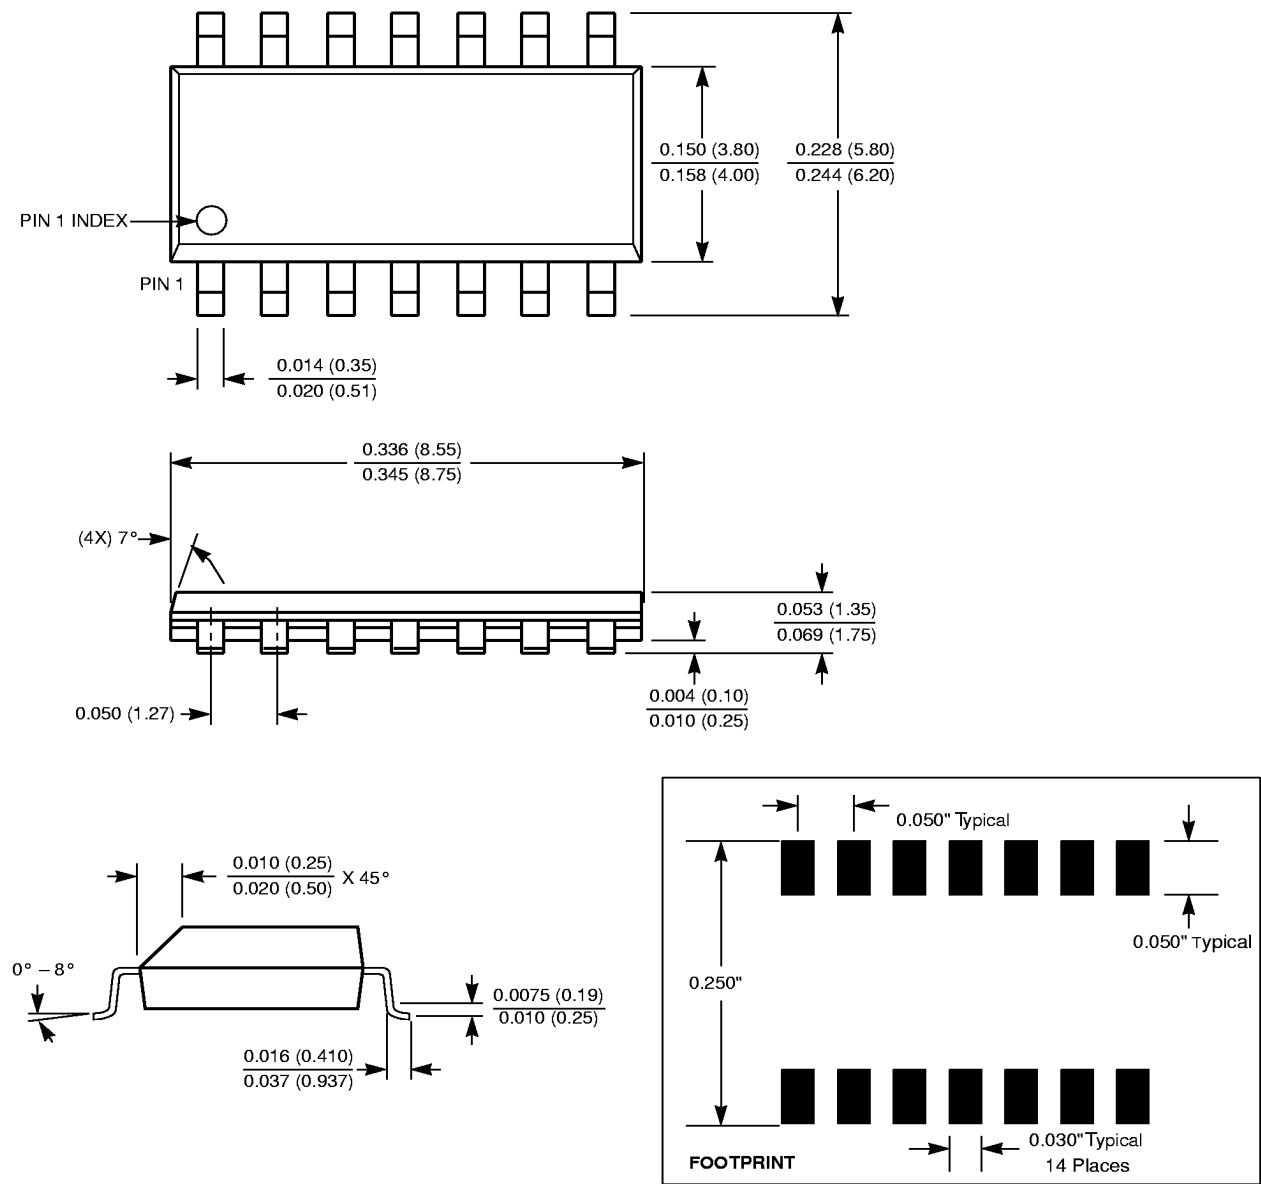 0.150 (3.80)
0.158 (4.00)
0.228 (5.80)
0.244 (6.20)
PIN 1 INDEX
PIN 1
0.014 (0.35)
0.020 (0.51)
0.336 (8.55)
0.345 (8.75)
(4X) 7°
0.053 (1.35)
0.069 (1.75)
0.004 (0.10)
0.010 (0.25)
0.050 (1.27)
0.010 (0.25)
0.020 (0.50)
X 45°
0° – 8°
0.0075 (0.19)
0.010 (0.25)
0.016 (0.410)
0.037 (0.937)
0.050" Typical
0.050" Typical
0.250"
0.030" Typical
14 Places
FOOTPRINT